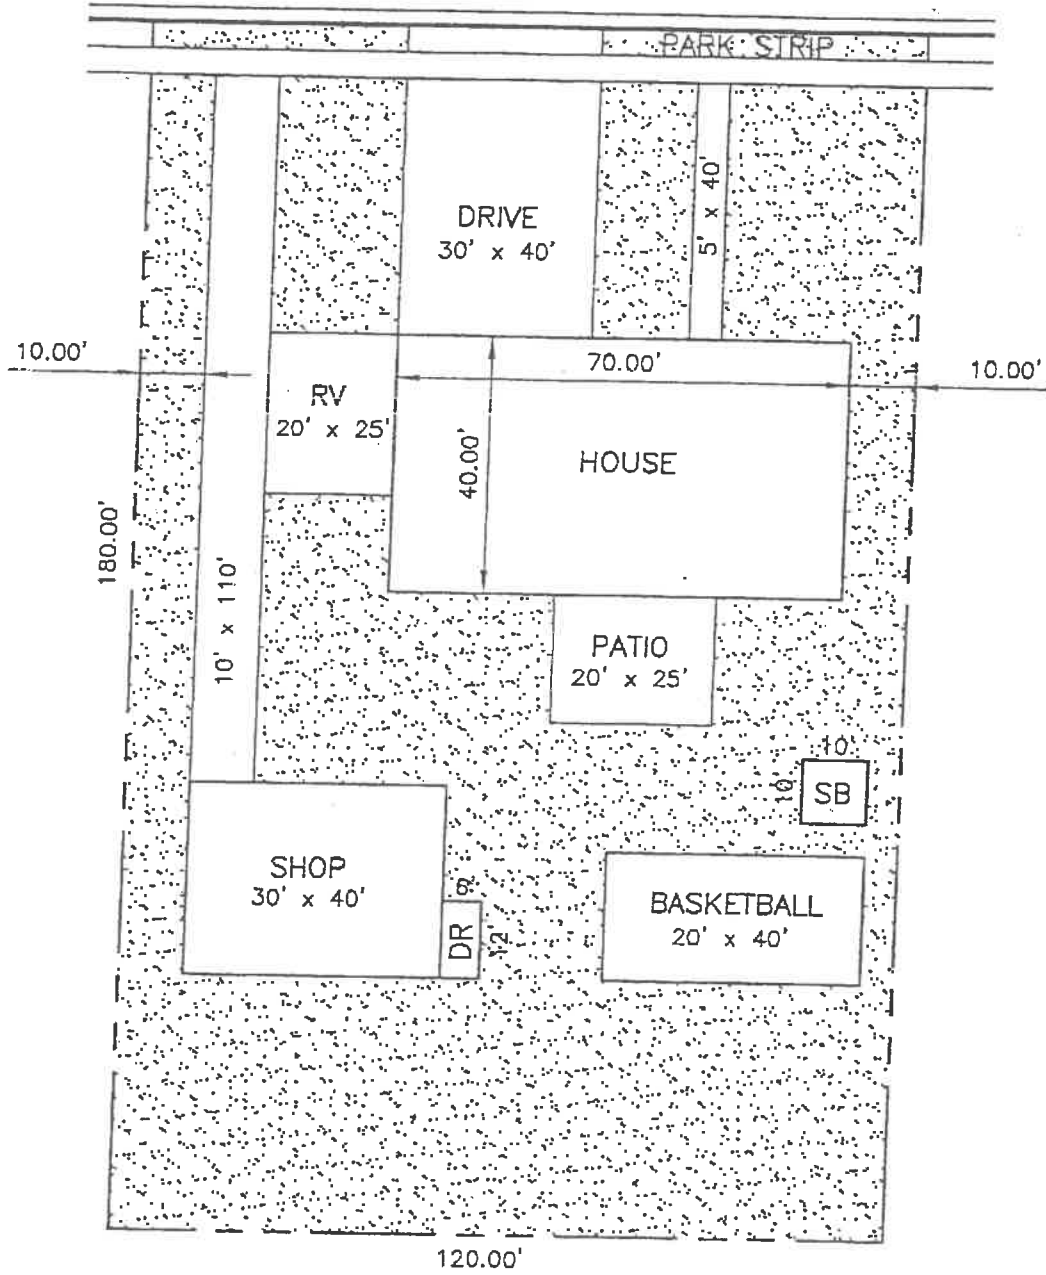 PARK STRIP
DRIVE
30' x 40'
5' x 40'
10.00'
70.00'
10.00'
RV
20' x 25'
40.00'
HOUSE
180.00'
10' x 110'
PATIO
20' x 25'
10'
10'
SB
SHOP
30' x 40'
6'
DR
12'
BASKETBALL
20' x 40'
120.00'